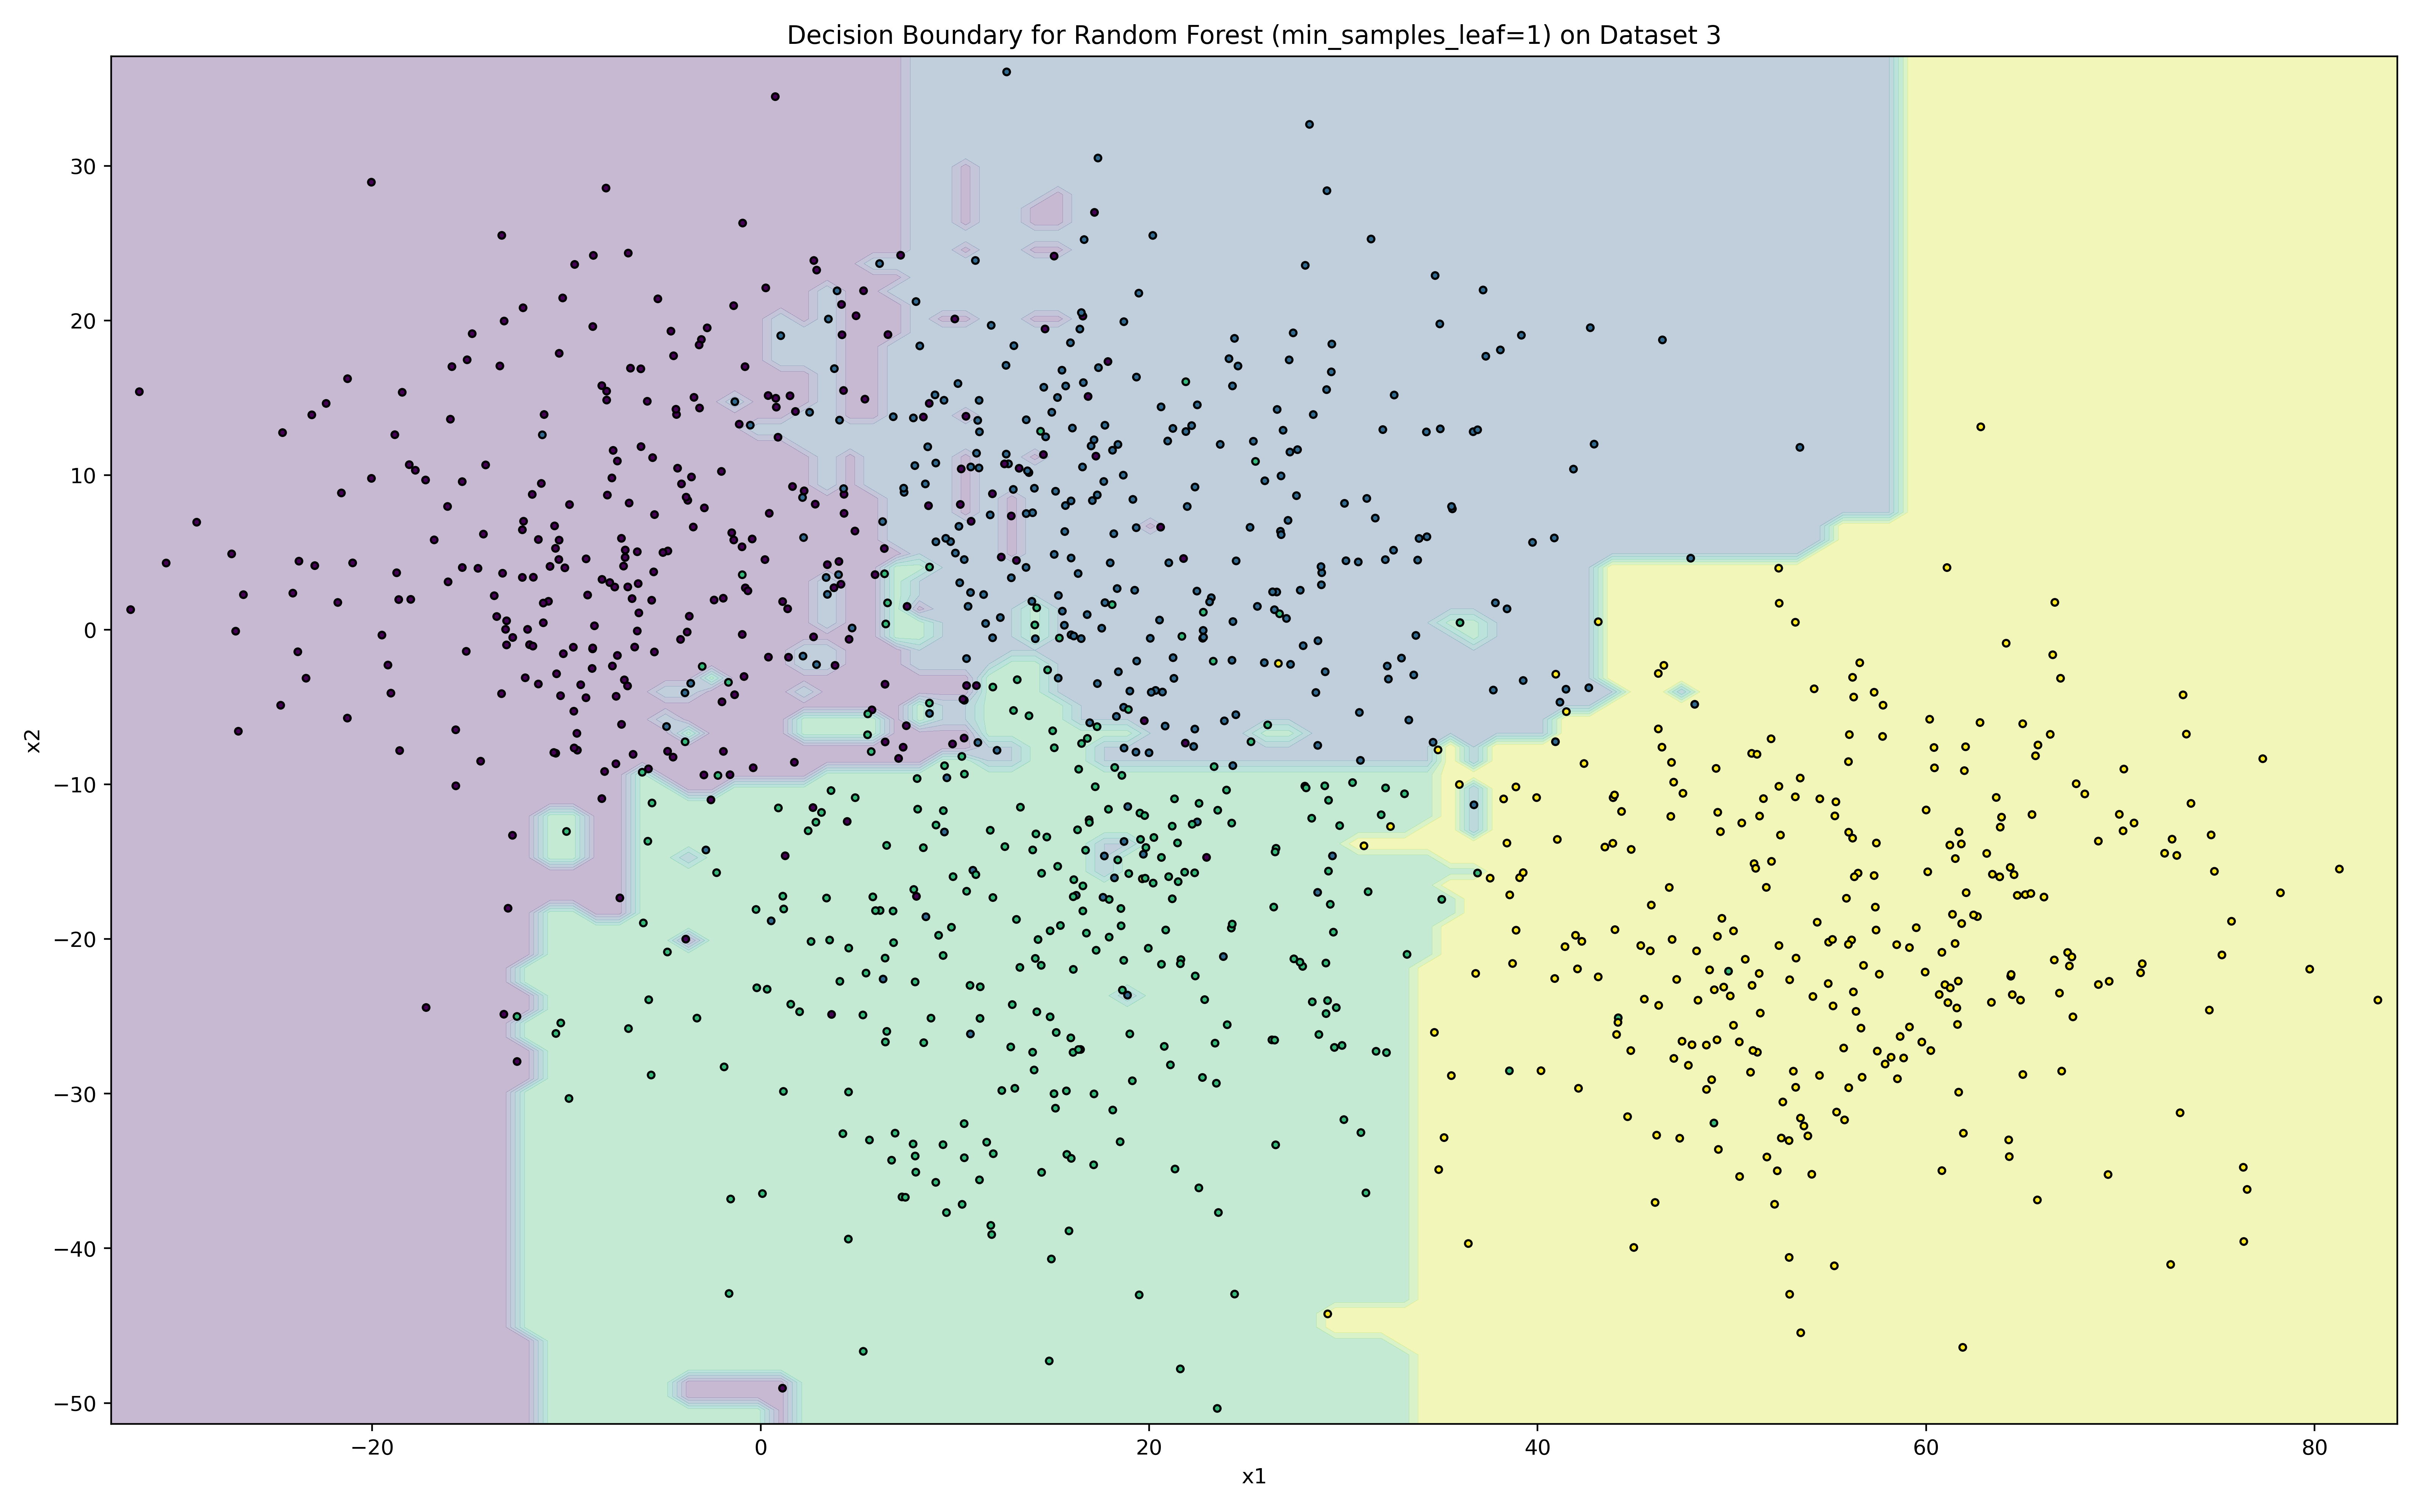 Decision Boundary for Random Forest (min_samples_leaf=1) on Dataset 3
30
20
10
0
−10
−20
−30
−40
−50
x2
−20 0 20 40 60 80
x1